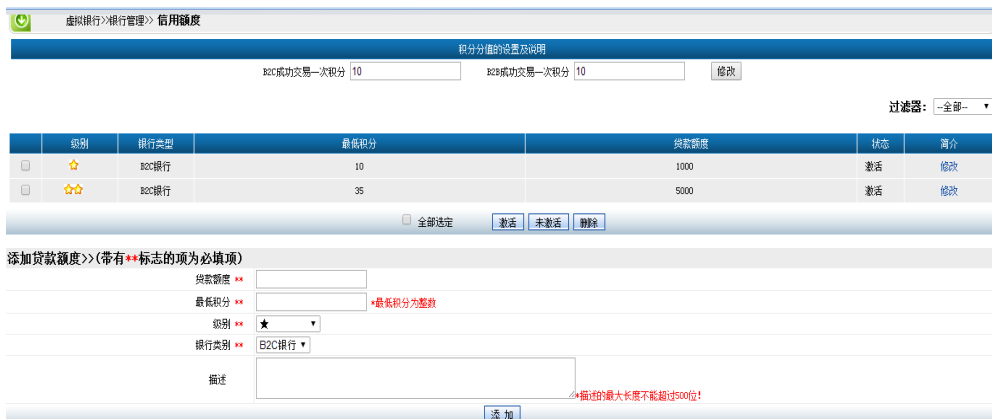 虚拟银行>>银行管理>> 信用额度
积分分值的设置及说明
B2C成功交易一次积分 10 B2B成功交易一次积分 10 修改
过滤器: --全部--
级别 银行类型 最低积分 贷款额度 状态 简介
B2C银行 10 1000 激活 修改
B2C银行 35 5000 激活 修改
全部选定 激活 未激活 删除
添加贷款额度>>(带有**标志的项为必填项)
贷款额度 **
最低积分 ** *最低积分为整数
级别 ** ★
银行类别 ** B2C银行
描述
*描述的最大长度不能超过500位!
添 加